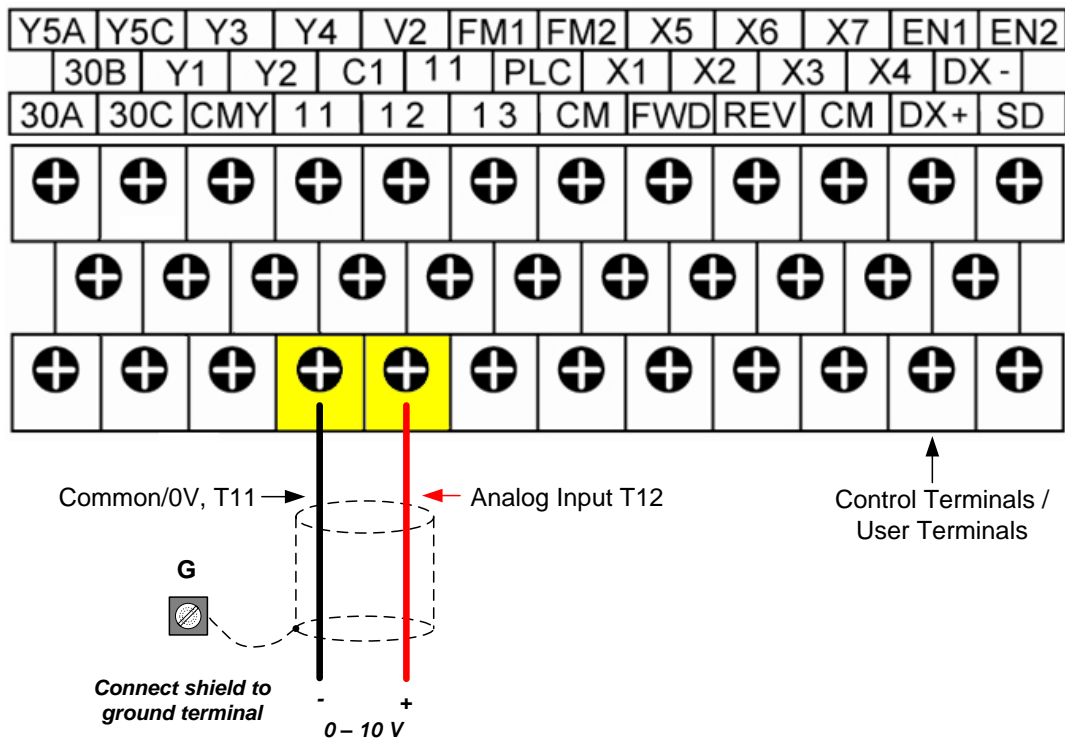 Y5A Y5C Y3 Y4 V2 FM1 FM2 X5 X6 X7 EN1 EN2
30B Y1 Y2 C1 11 PLC X1 X2 X3 X4 DX -
30A 30C CMY 11 12 13 CM FWD REV CM DX+ SD
Common/0V, T11
Analog Input T12
Control Terminals /
User Terminals
G
Connect shield to
ground terminal
- +
0 – 10 V